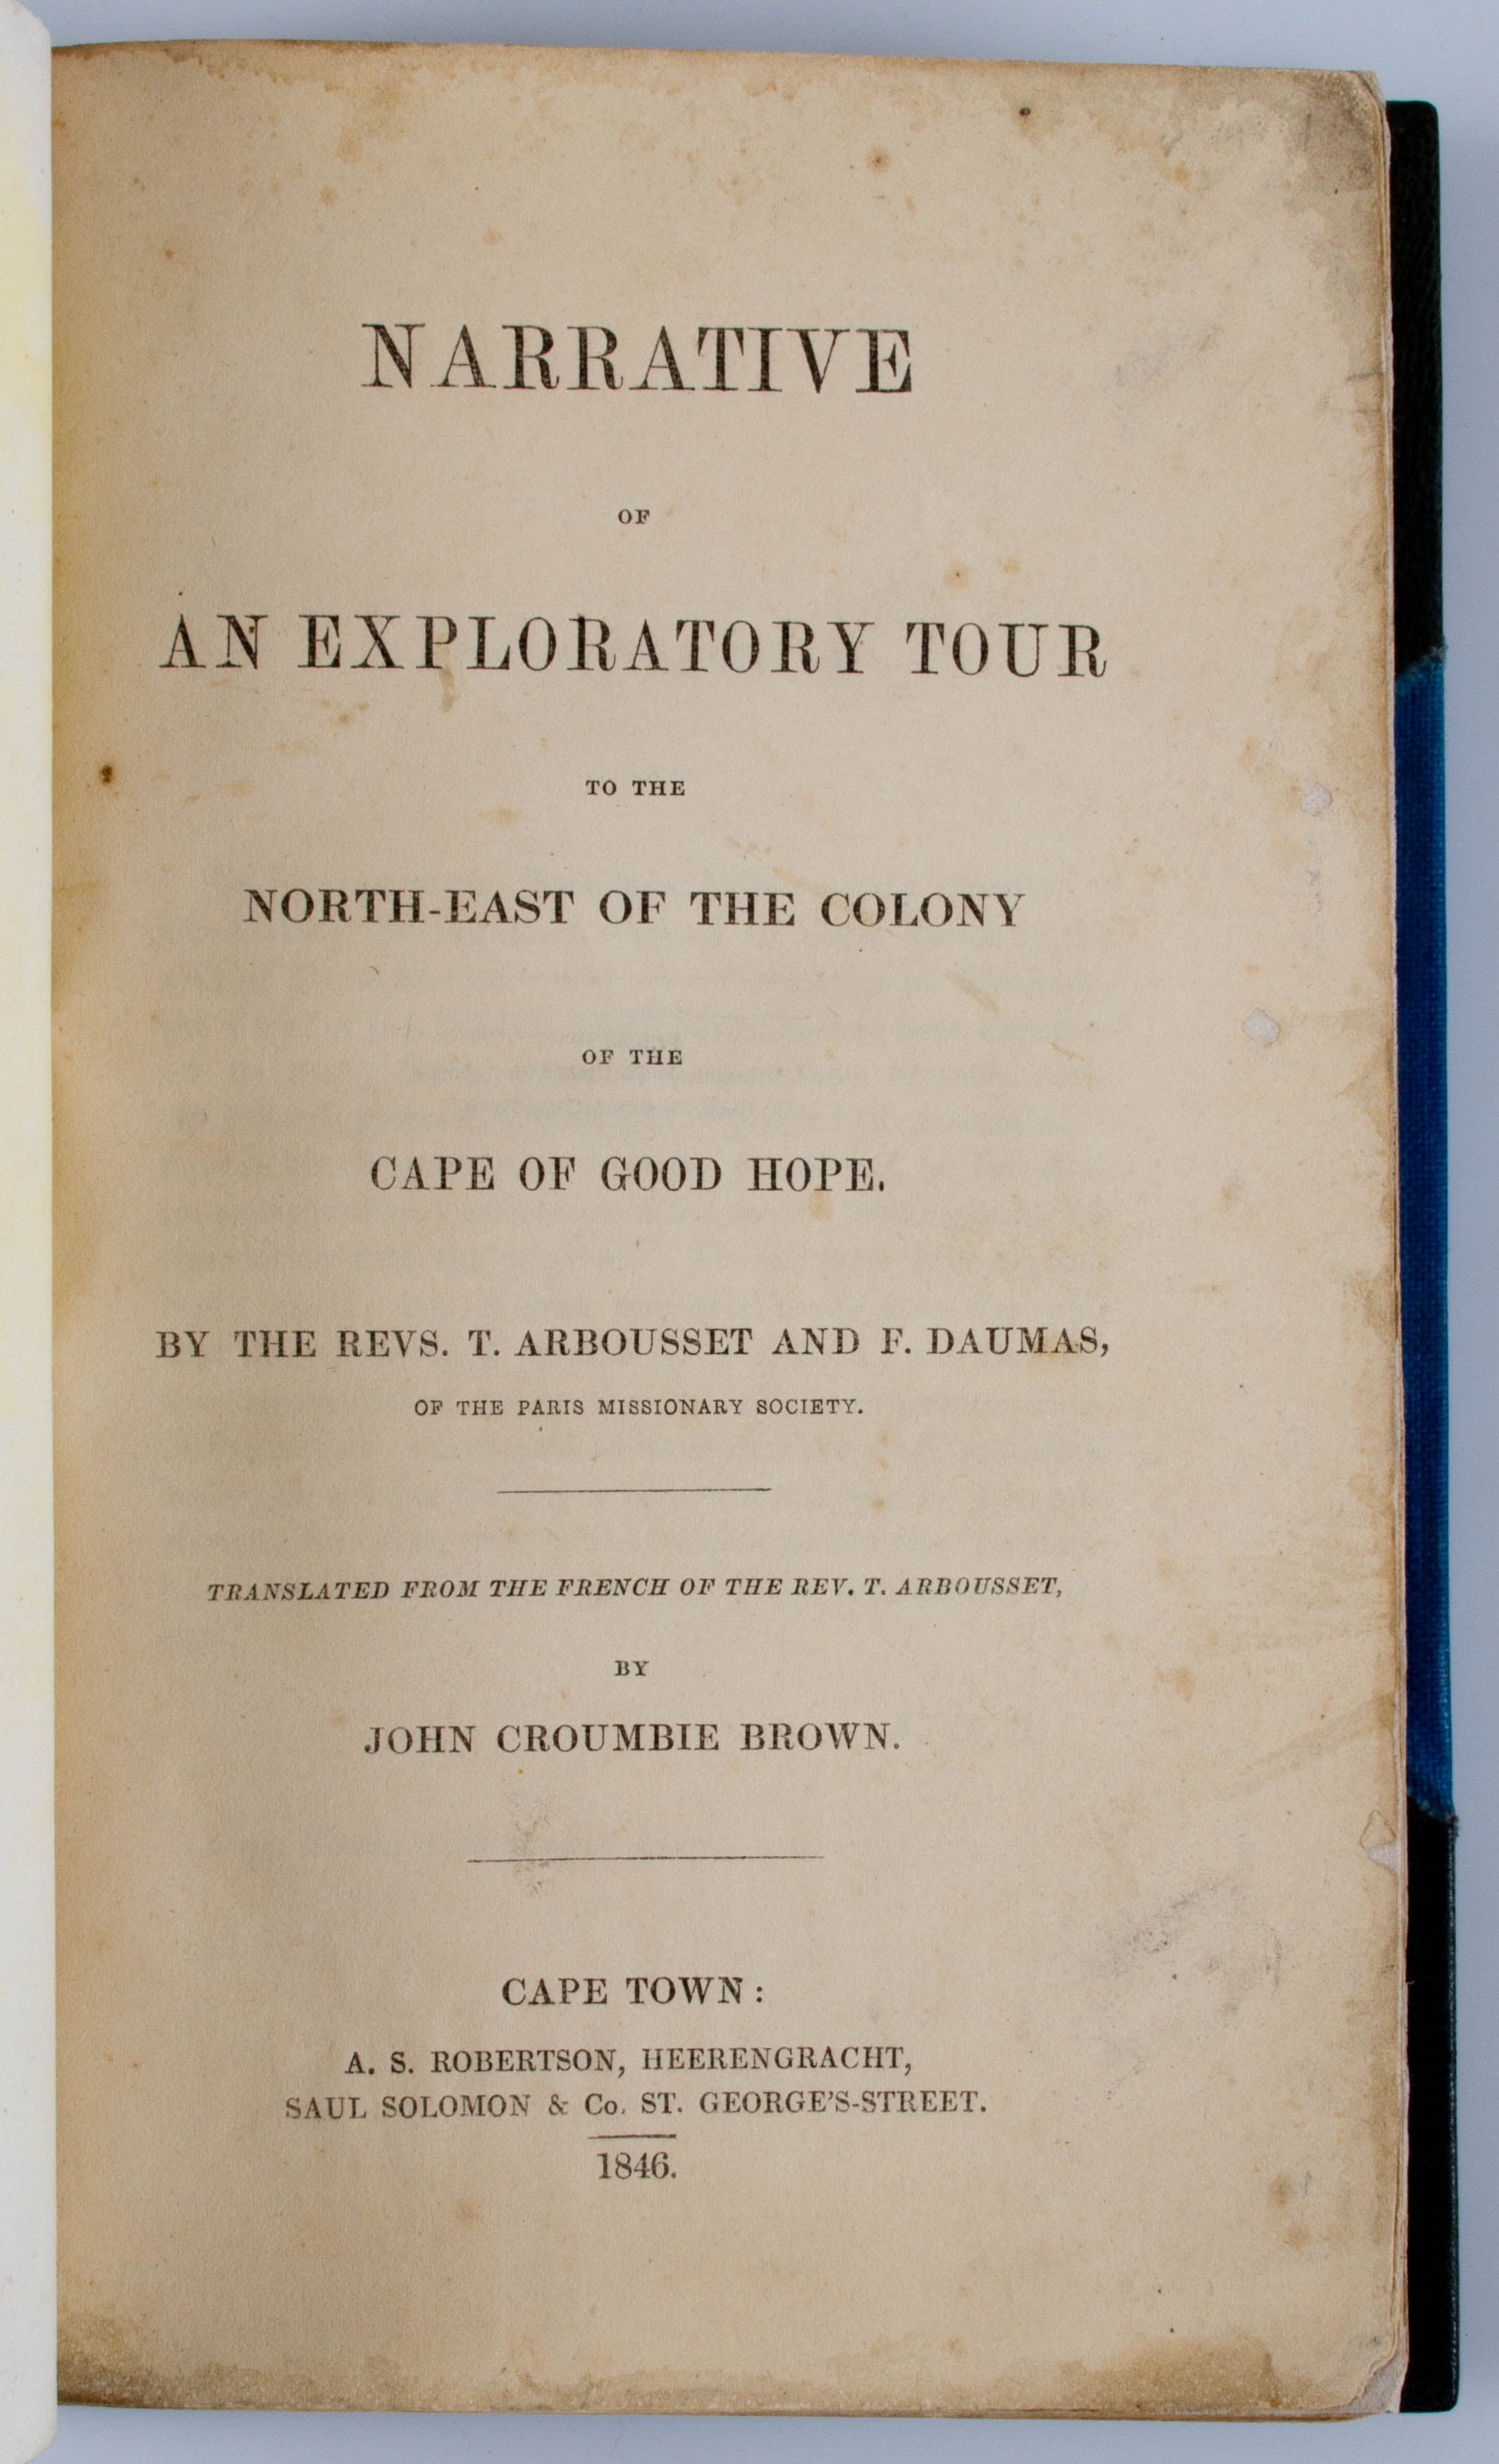 NARRATIVE
OF
AN EXPLORATORY TOUR
TO THE
NORTH-EAST OF THE COLONY
OF THE
CAPE OF GOOD HOPE.
BY THE REVS. T. ARBOUSSET AND F. DAUMAS,
OF THE PARIS MISSIONARY SOCIETY.
TRANSLATED FROM THE FRENCH OF THE REV. T. ARBOUSSET,
BY
JOHN CROUMBIE BROWN.
CAPE TOWN:
A. S. ROBERTSON, HEERENGRACHT,
SAUL SOLOMON & Co. ST. GEORGE'S-STREET.
1846.